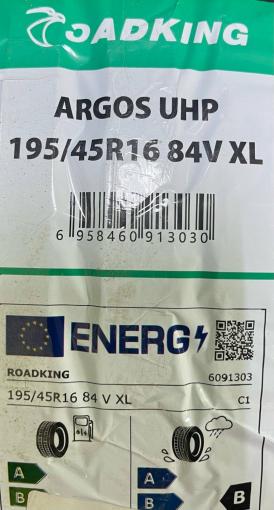 ROADKING
ARGOS UHP
195/45R16 84V XL
6 958460 913030
ENERG
ROADKING 6091303
195/45R16 84 V XL C1
A A
B B B